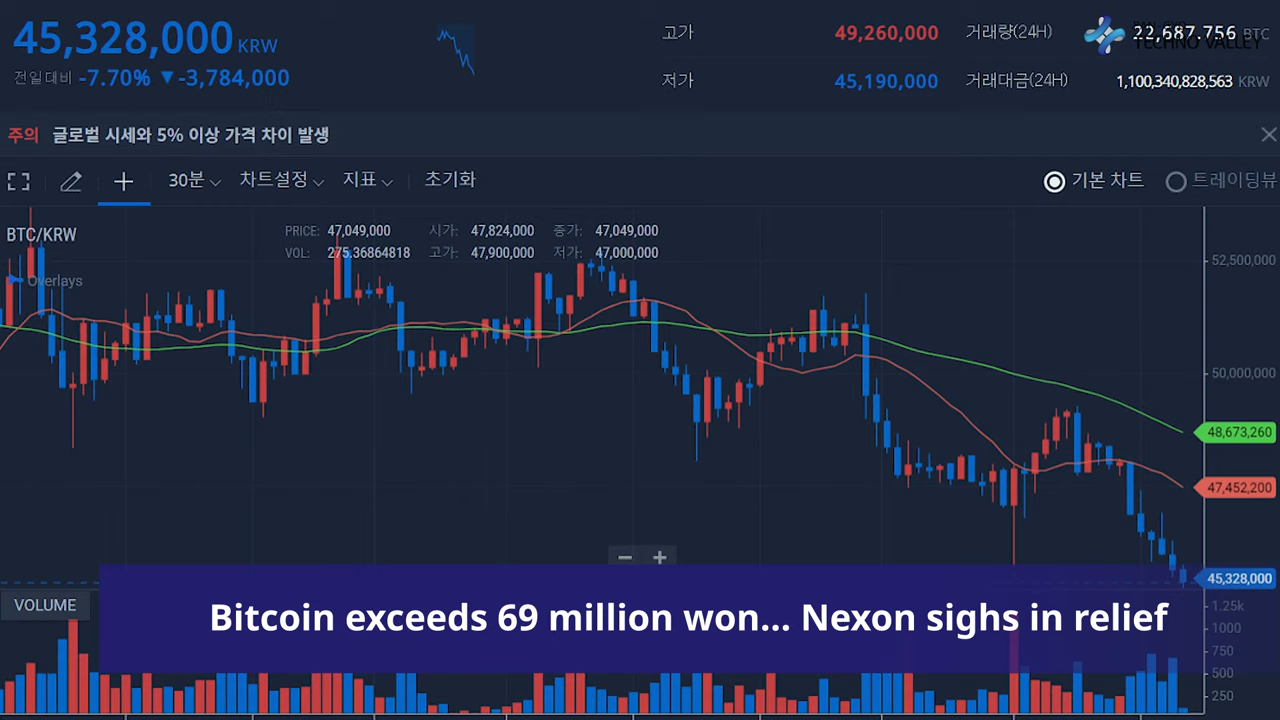 45,328,000 KRW
전일대비 -7.70% ▼-3,784,000
고가 49,260,000 거래량(24H) 22,687.756 BTC
TECHNO VALLEY
저가 45,190,000 거래대금(24H) 1,100,340,828,563 KRW
주의 글로벌 시세와 5% 이상 가격 차이 발생
30분 차트설정 지표 초기화 기본 차트 트레이딩뷰
BTC/KRW
PRICE: 47,049,000 시가: 47,824,000 종가: 47,049,000
VOL: 275.36864818 고가: 47,900,000 저가: 47,000,000
Overlays
52,500,000
50,000,000
48,673,260
47,452,200
45,328,000
VOLUME
Bitcoin exceeds 69 million won... Nexon sighs in relief
1.25k
1000
750
500
250